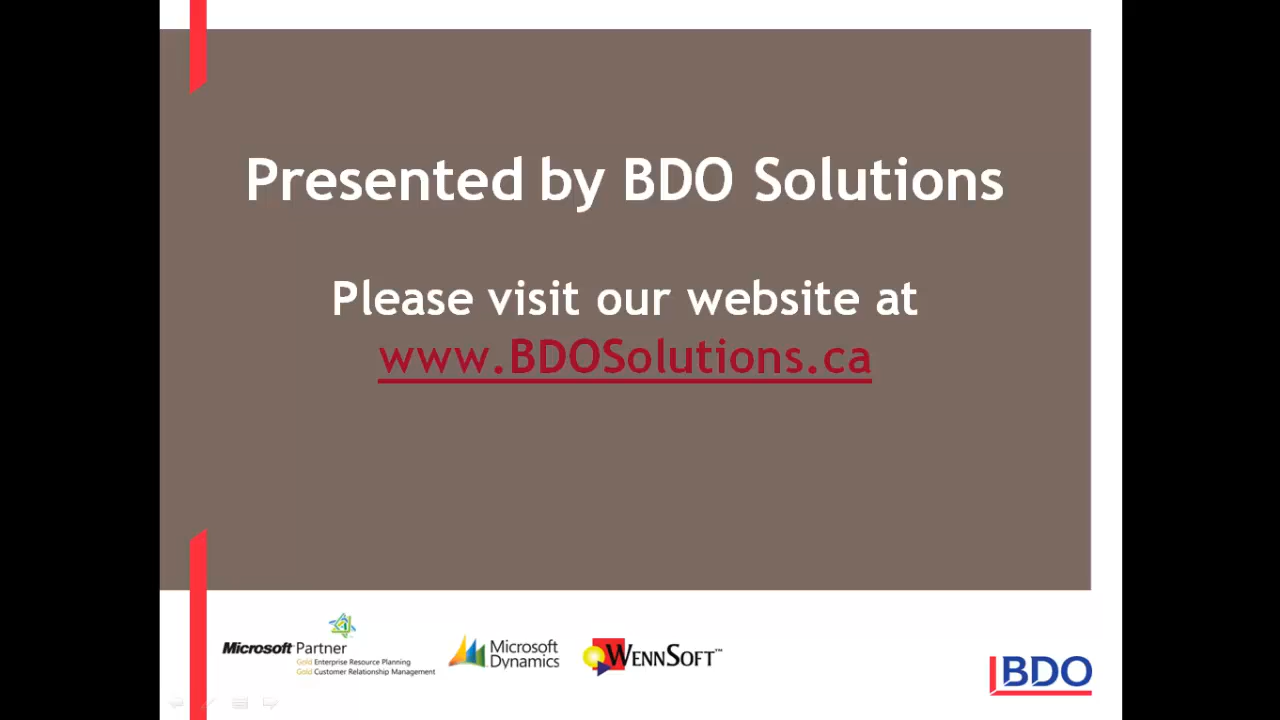 Presented by BDO Solutions
Please visit our website at
www.BDOSolutions.ca
Microsoft Partner
Gold Enterprise Resource Planning
Gold Customer Relationship Management
Microsoft
Dynamics
WENNSOFT™
BDO